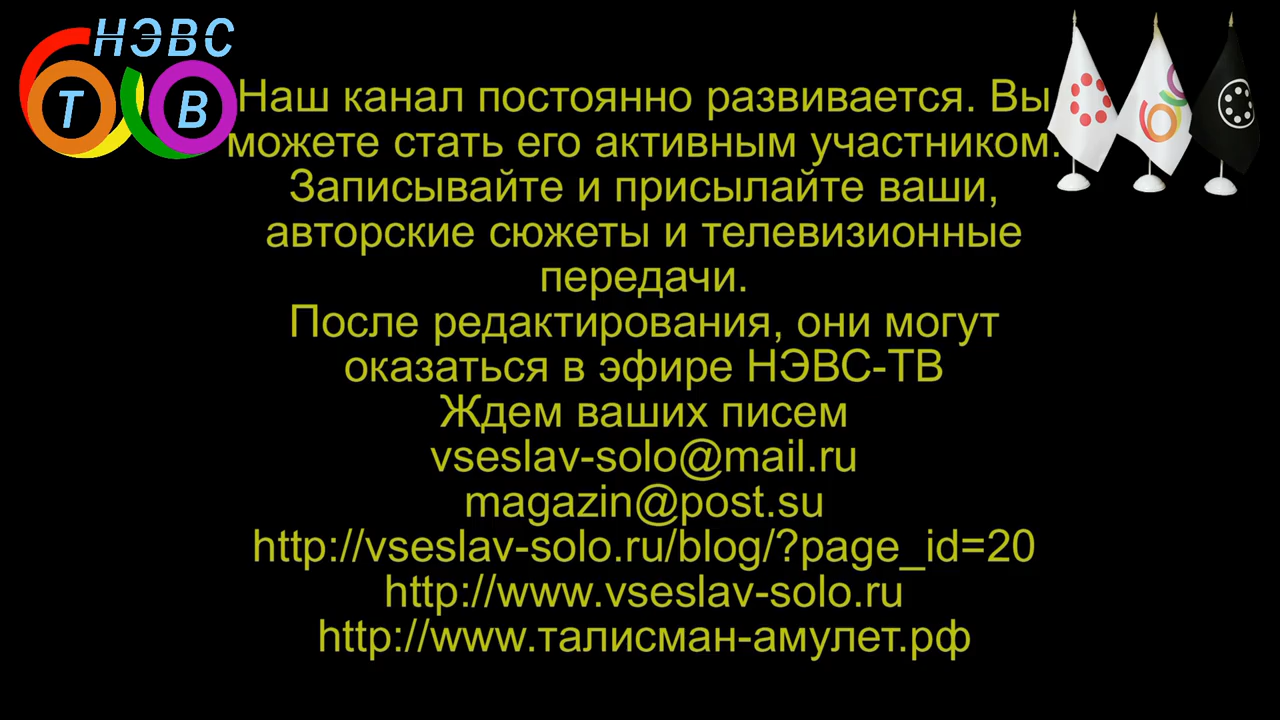 НЭВС
Т В
Наш канал постоянно развивается. Вы
можете стать его активным участником.
Записывайте и присылайте ваши,
авторские сюжеты и телевизионные
передачи.
После редактирования, они могут
оказаться в эфире НЭВС-ТВ
Ждем ваших писем
vseslav-solo@mail.ru
magazin@post.su
http://vseslav-solo.ru/blog/?page_id=20
http://www.vseslav-solo.ru
http://www.талисман-амулет.рф